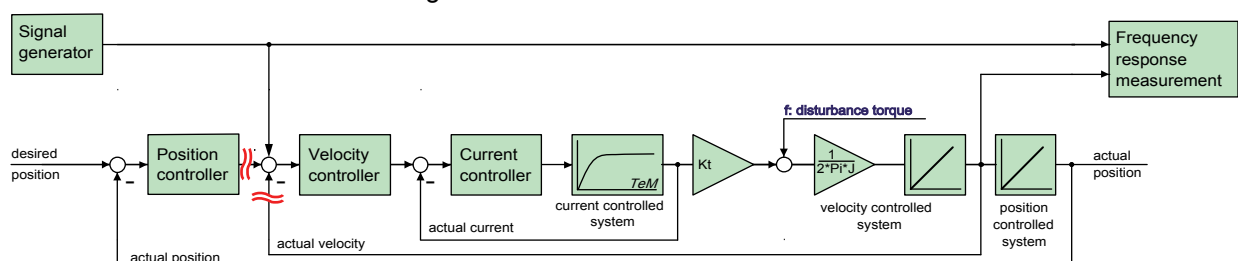 Signal
generator
Frequency
response
measurement
f: disturbance torque
desired
position
Position
controller
Velocity
controller
Current
controller
TeM
Kt
1
2*Pi*J
actual
position
-
-
-
current controlled
system
velocity controlled
system
position
controlled
system
actual current
actual velocity
actual position